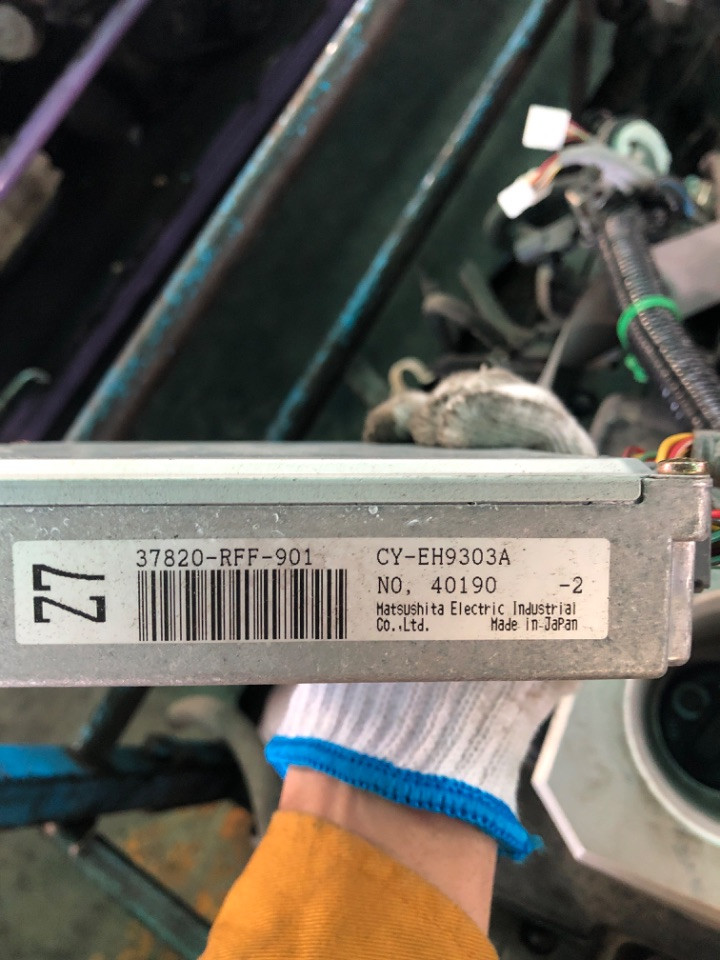 Z7
37820-RFF-901
CY-EH9303A
NO, 40190 -2
Matsushita Electric Industrial
Co.,Ltd. Made in JaPan